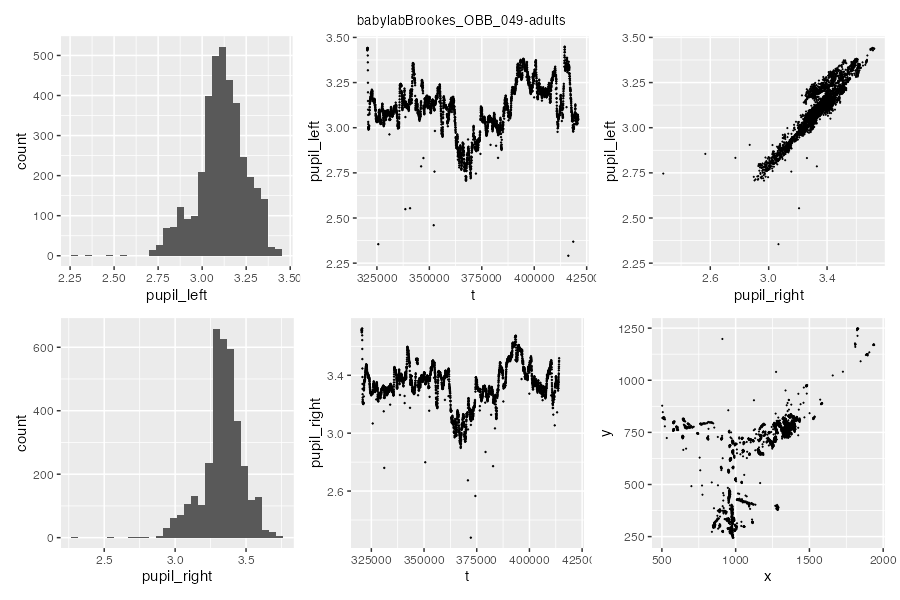 babylabBrookes_OBB_049-adults
500
400
300
200
100
0
count
2.25 2.50 2.75 3.00 3.25 3.50
pupil_left
3.50
3.25
3.00
2.75
2.50
2.25
pupil_left
325000 350000 375000 400000 42500
t
3.50
3.25
3.00
2.75
2.50
2.25
pupil_left
2.6 3.0 3.4
pupil_right
600
400
200
0
count
2.5 3.0 3.5
pupil_right
3.4
3.0
2.6
pupil_right
325000 350000 375000 400000 42500
t
1250
1000
750
500
250
y
500 1000 1500 2000
x